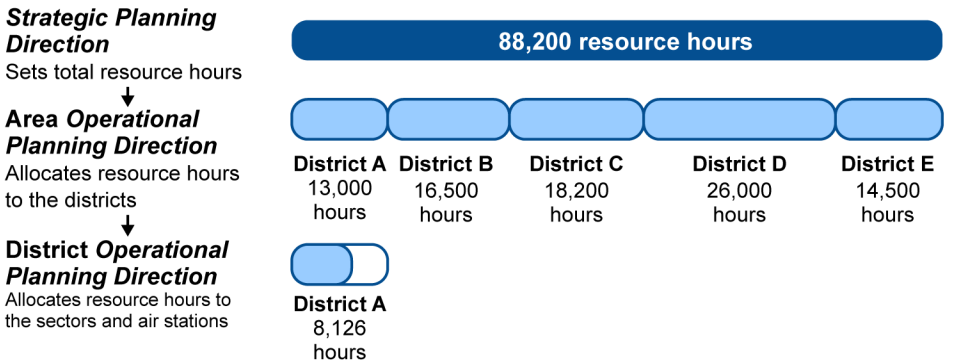 Strategic Planning
Direction
Sets total resource hours
88,200 resource hours
Area Operational
Planning Direction
Allocates resource hours
to the districts
District A
13,000
hours
District B
16,500
hours
District C
18,200
hours
District D
26,000
hours
District E
14,500
hours
District Operational
Planning Direction
Allocates resource hours to
the sectors and air stations
District A
8,126
hours